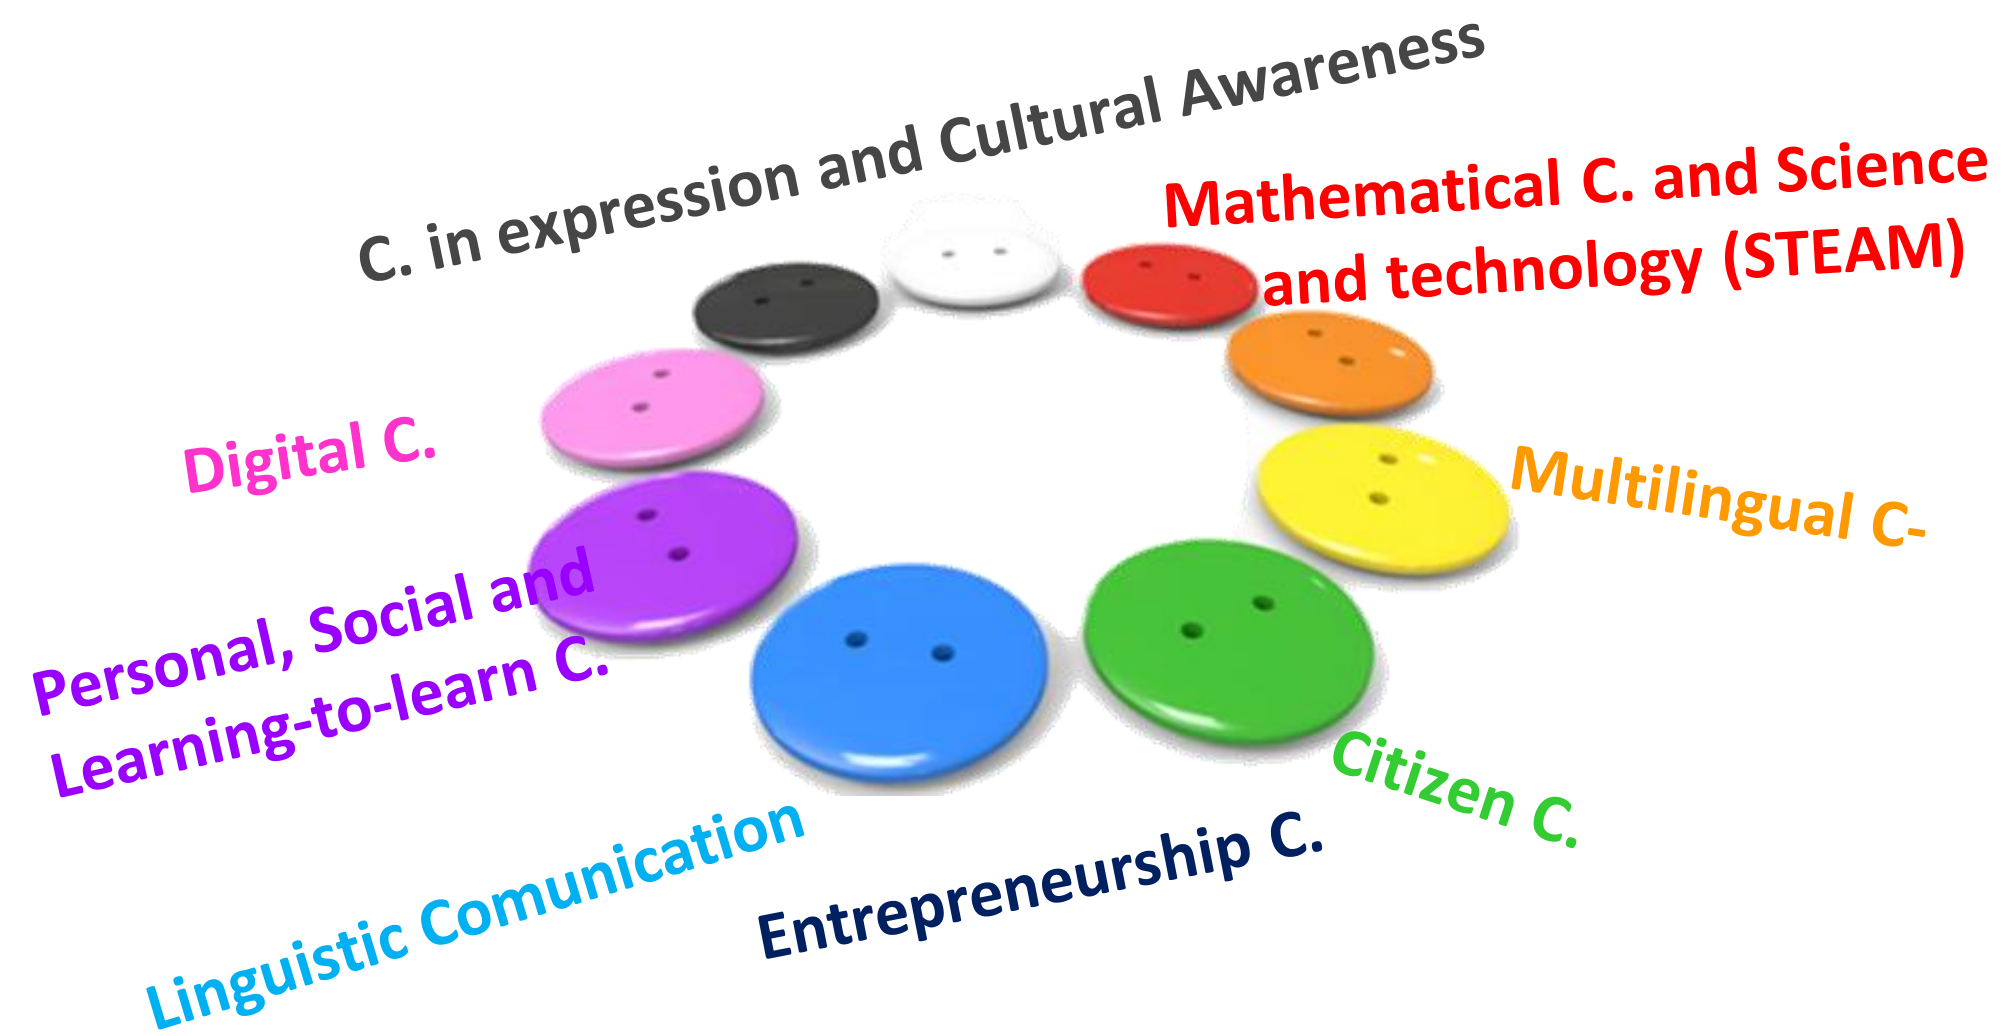 C. in expression and Cultural Awareness
Mathematical C. and Science
and technology (STEAM)
Digital C.
Multilingual C-
Personal, Social and
Learning-to-learn C.
Citizen C.
Linguistic Comunication
Entrepreneurship C.